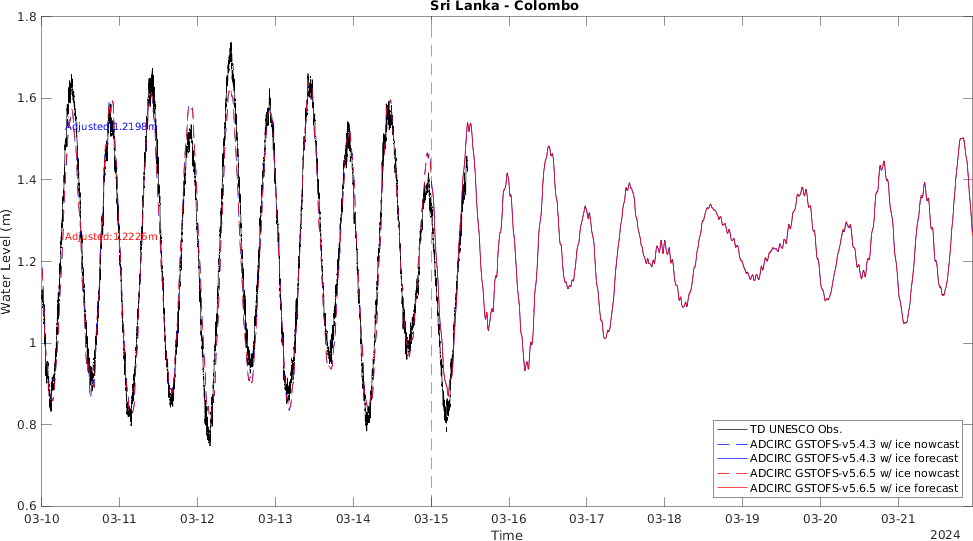 Sri Lanka - Colombo
Water Level (m)
1.8
1.6
1.4
1.2
1
0.8
0.6
Adjusted:1.2198m
Adjusted:1.2226m
TD UNESCO Obs.
ADCIRC GSTOFS-v5.4.3 w/ ice nowcast
ADCIRC GSTOFS-v5.4.3 w/ ice forecast
ADCIRC GSTOFS-v5.6.5 w/ ice nowcast
ADCIRC GSTOFS-v5.6.5 w/ ice forecast
03-10 03-11 03-12 03-13 03-14 03-15 03-16 03-17 03-18 03-19 03-20 03-21
Time
2024